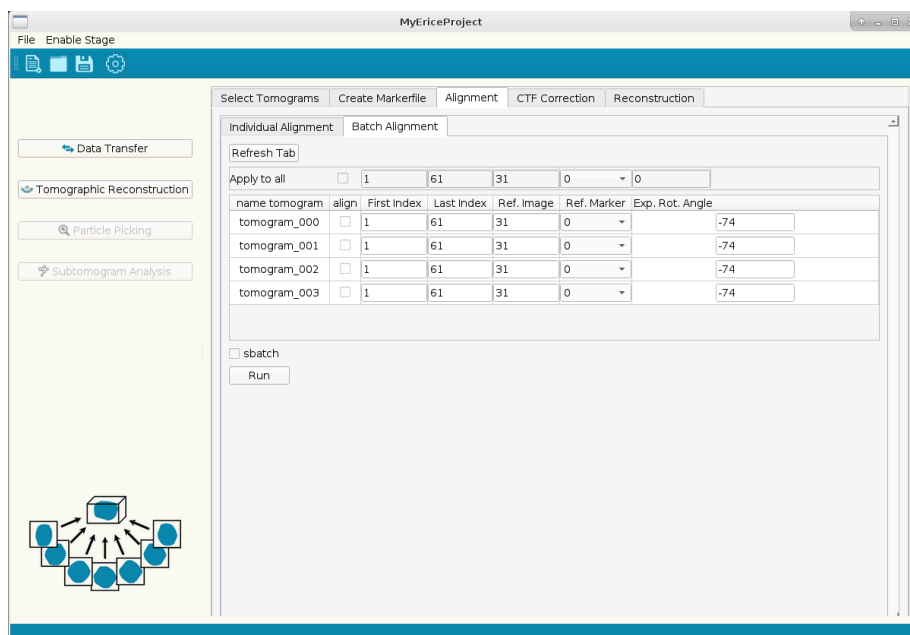 MyEriceProject
File Enable Stage
Select Tomograms Create Markerfile Alignment CTF Correction Reconstruction
Individual Alignment Batch Alignment
Data Transfer
Tomographic Reconstruction
Particle Picking
Subtomogram Analysis
Refresh Tab
Apply to all 1 61 31 0 0
name tomogram align First Index Last Index Ref. Image Ref. Marker Exp. Rot. Angle
tomogram_000 1 61 31 0 -74
tomogram_001 1 61 31 0 -74
tomogram_002 1 61 31 0 -74
tomogram_003 1 61 31 0 -74
sbatch
Run